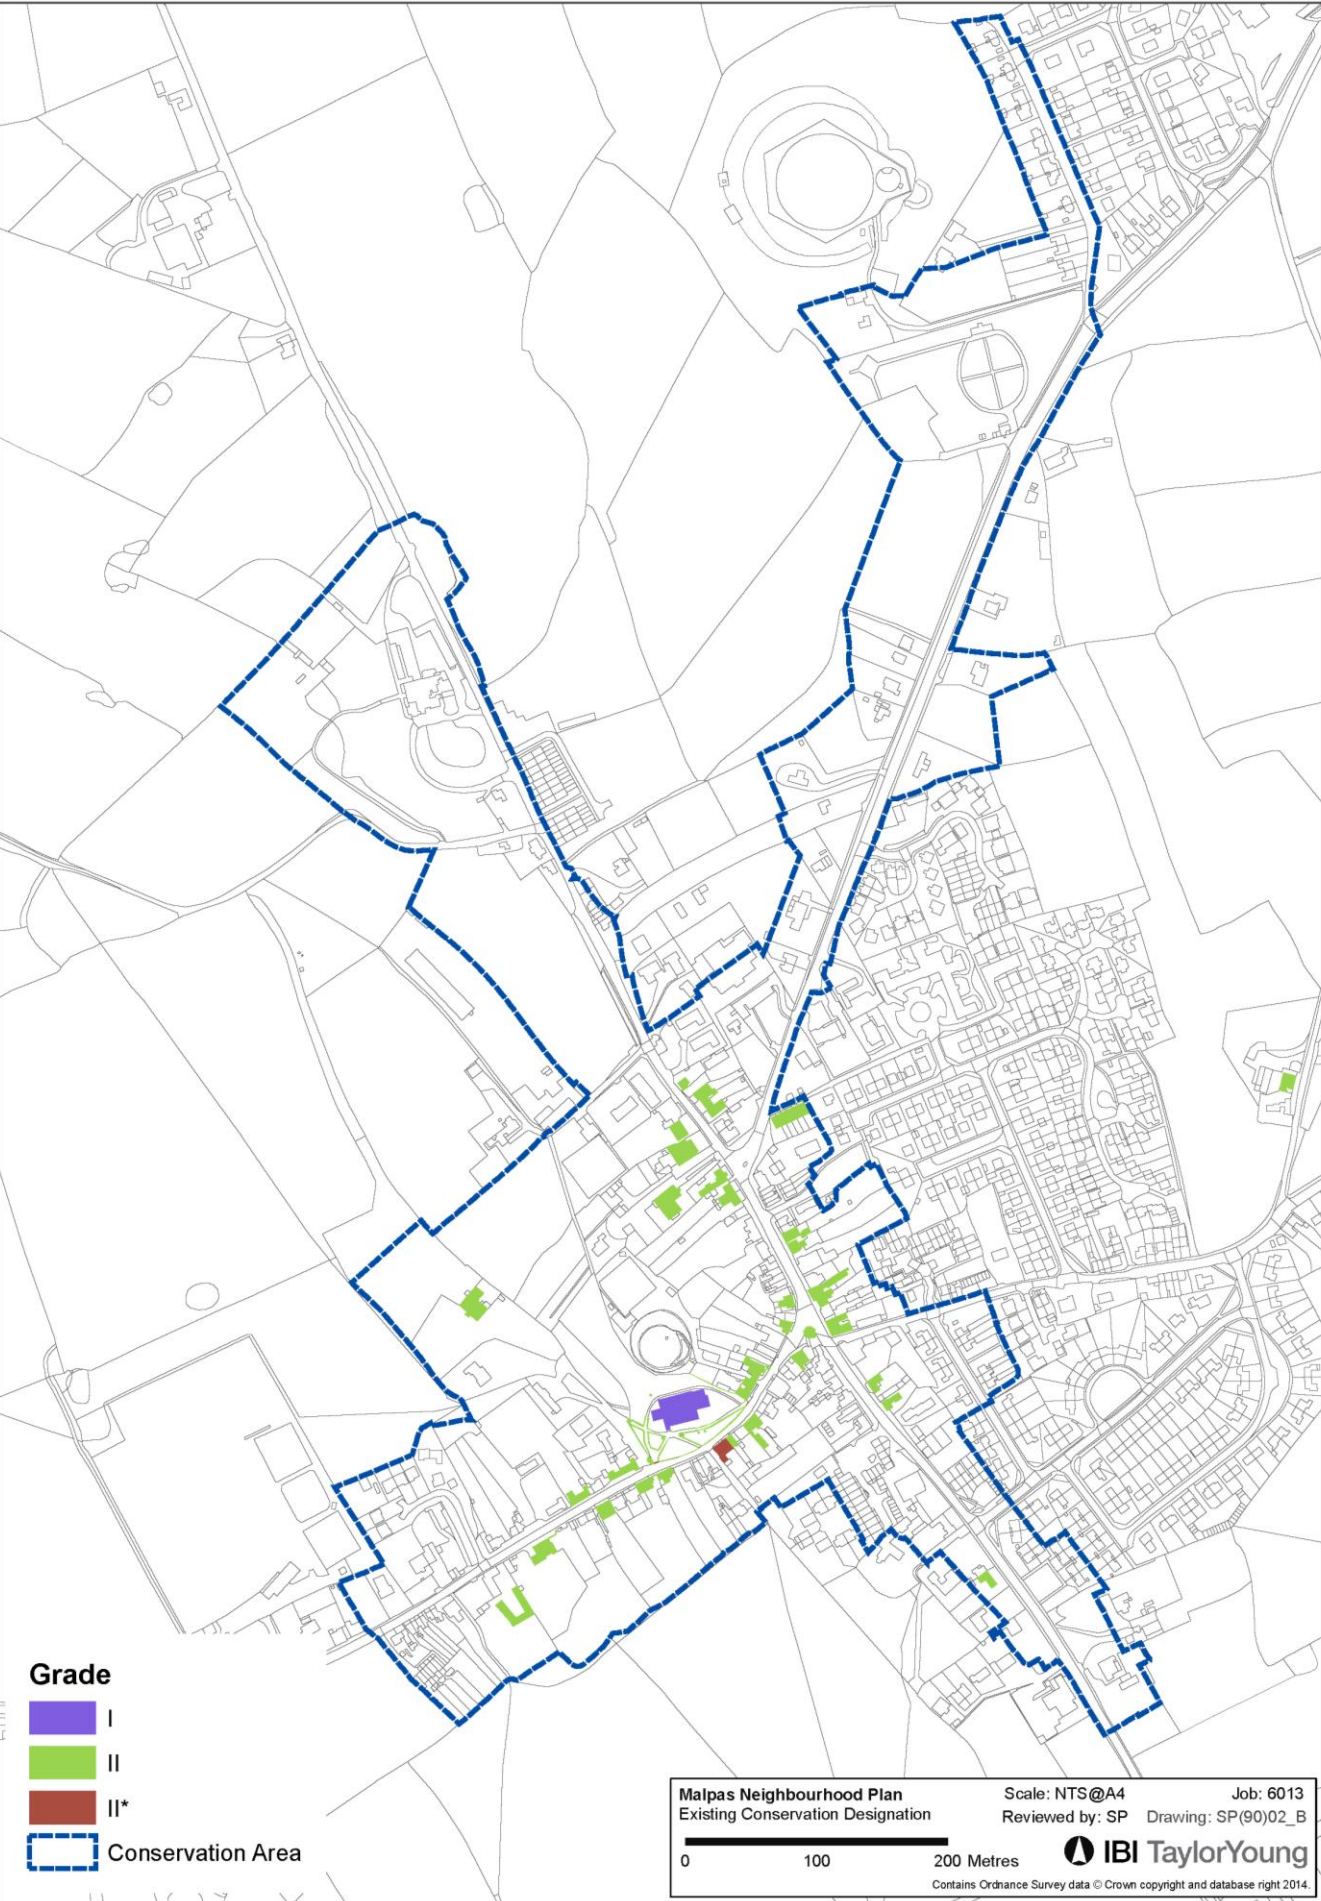 Grade
I
II
II*
Conservation Area
Malpas Neighbourhood Plan
Existing Conservation Designation
Scale: NTS@A4 Job: 6013
Reviewed by: SP Drawing: SP(90)02_B
0 100 200 Metres
IBI TaylorYoung
Contains Ordnance Survey data © Crown copyright and database right 2014.